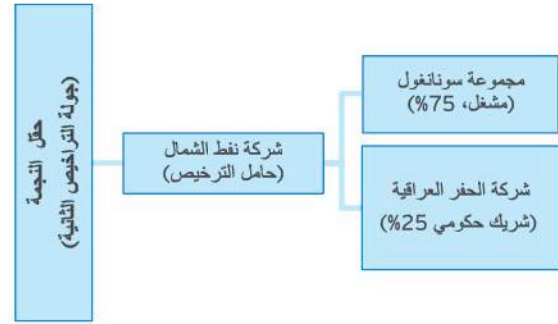 حقل النجمة
(جولة التراخيص الثانية)
شركة نفط الشمال
(حامل الترخيص)
مجموعة سونانغول
(مشغل، 75%)
شركة الحفر العراقية
(شريك حكومي 25%)